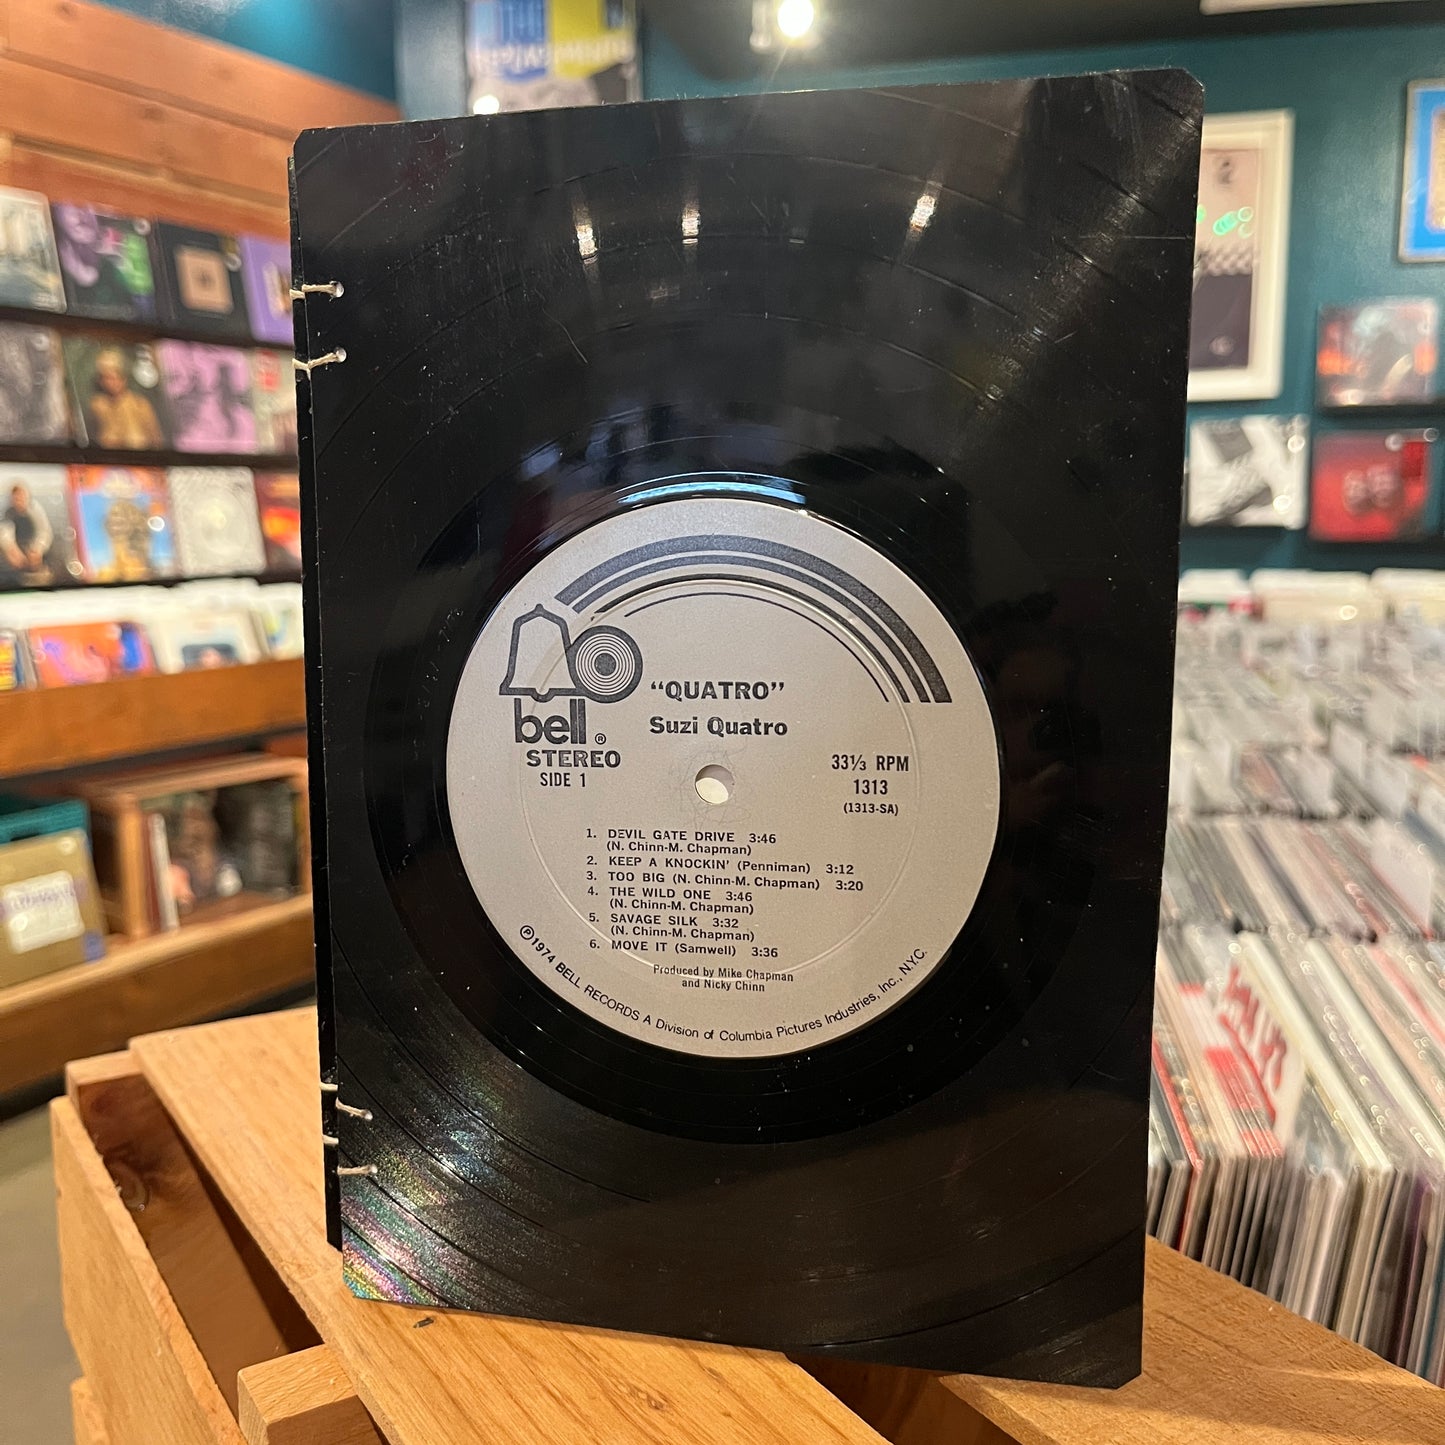 "QUATRO"
Suzi Quatro
bell ®
STEREO
SIDE 1
33⅓ RPM
1313
(1313-SA)
1. DEVIL GATE DRIVE 3:46
(N. Chinn-M. Chapman)
2. KEEP A KNOCKIN' (Penniman) 3:12
3. TOO BIG (N. Chinn-M. Chapman) 3:20
4. THE WILD ONE 3:46
(N. Chinn-M. Chapman)
5. SAVAGE SILK 3:32
(N. Chinn-M. Chapman)
6. MOVE IT (Samwell) 3:36
Produced by Mike Chapman
and Nicky Chinn
℗1974 BELL RECORDS A Division of Columbia Pictures Industries, Inc., N.Y.C.